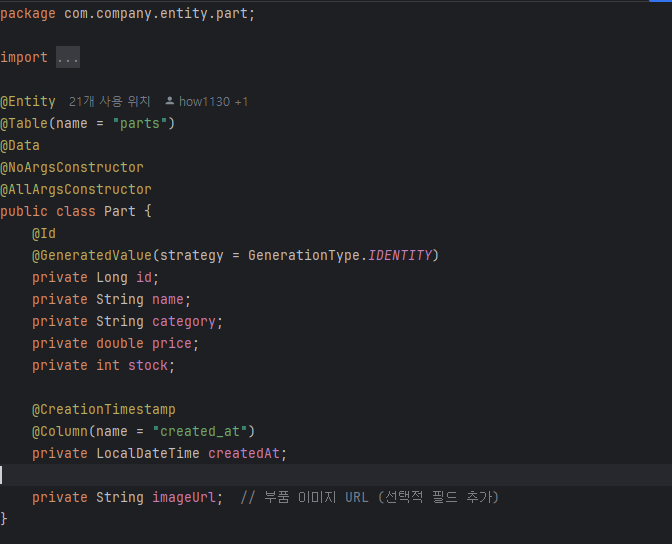 package com.company.entity.part;
import ...
@Entity 21개 사용 위치 how1130 +1
@Table(name = "parts")
@Data
@NoArgsConstructor
@AllArgsConstructor
public class Part {
@Id
@GeneratedValue(strategy = GenerationType.IDENTITY)
private Long id;
private String name;
private String category;
private double price;
private int stock;
@CreationTimestamp
@Column(name = "created_at")
private LocalDateTime createdAt;
private String imageUrl; // 부품 이미지 URL (선택적 필드 추가)
}